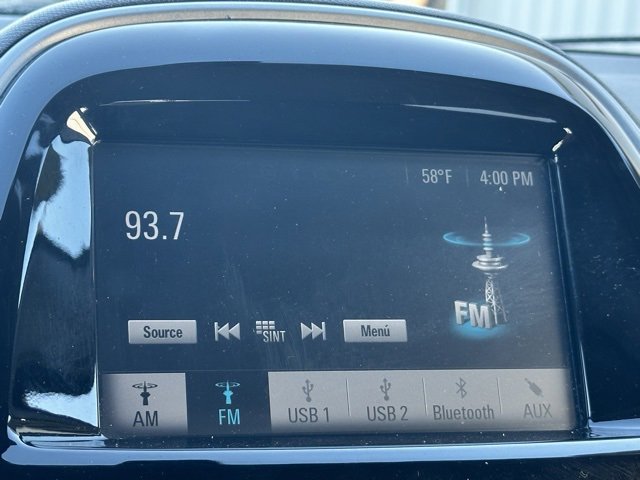 58°F 4:00 PM
93.7
FM
Source SINT Menú
AM FM USB 1 USB 2 Bluetooth AUX